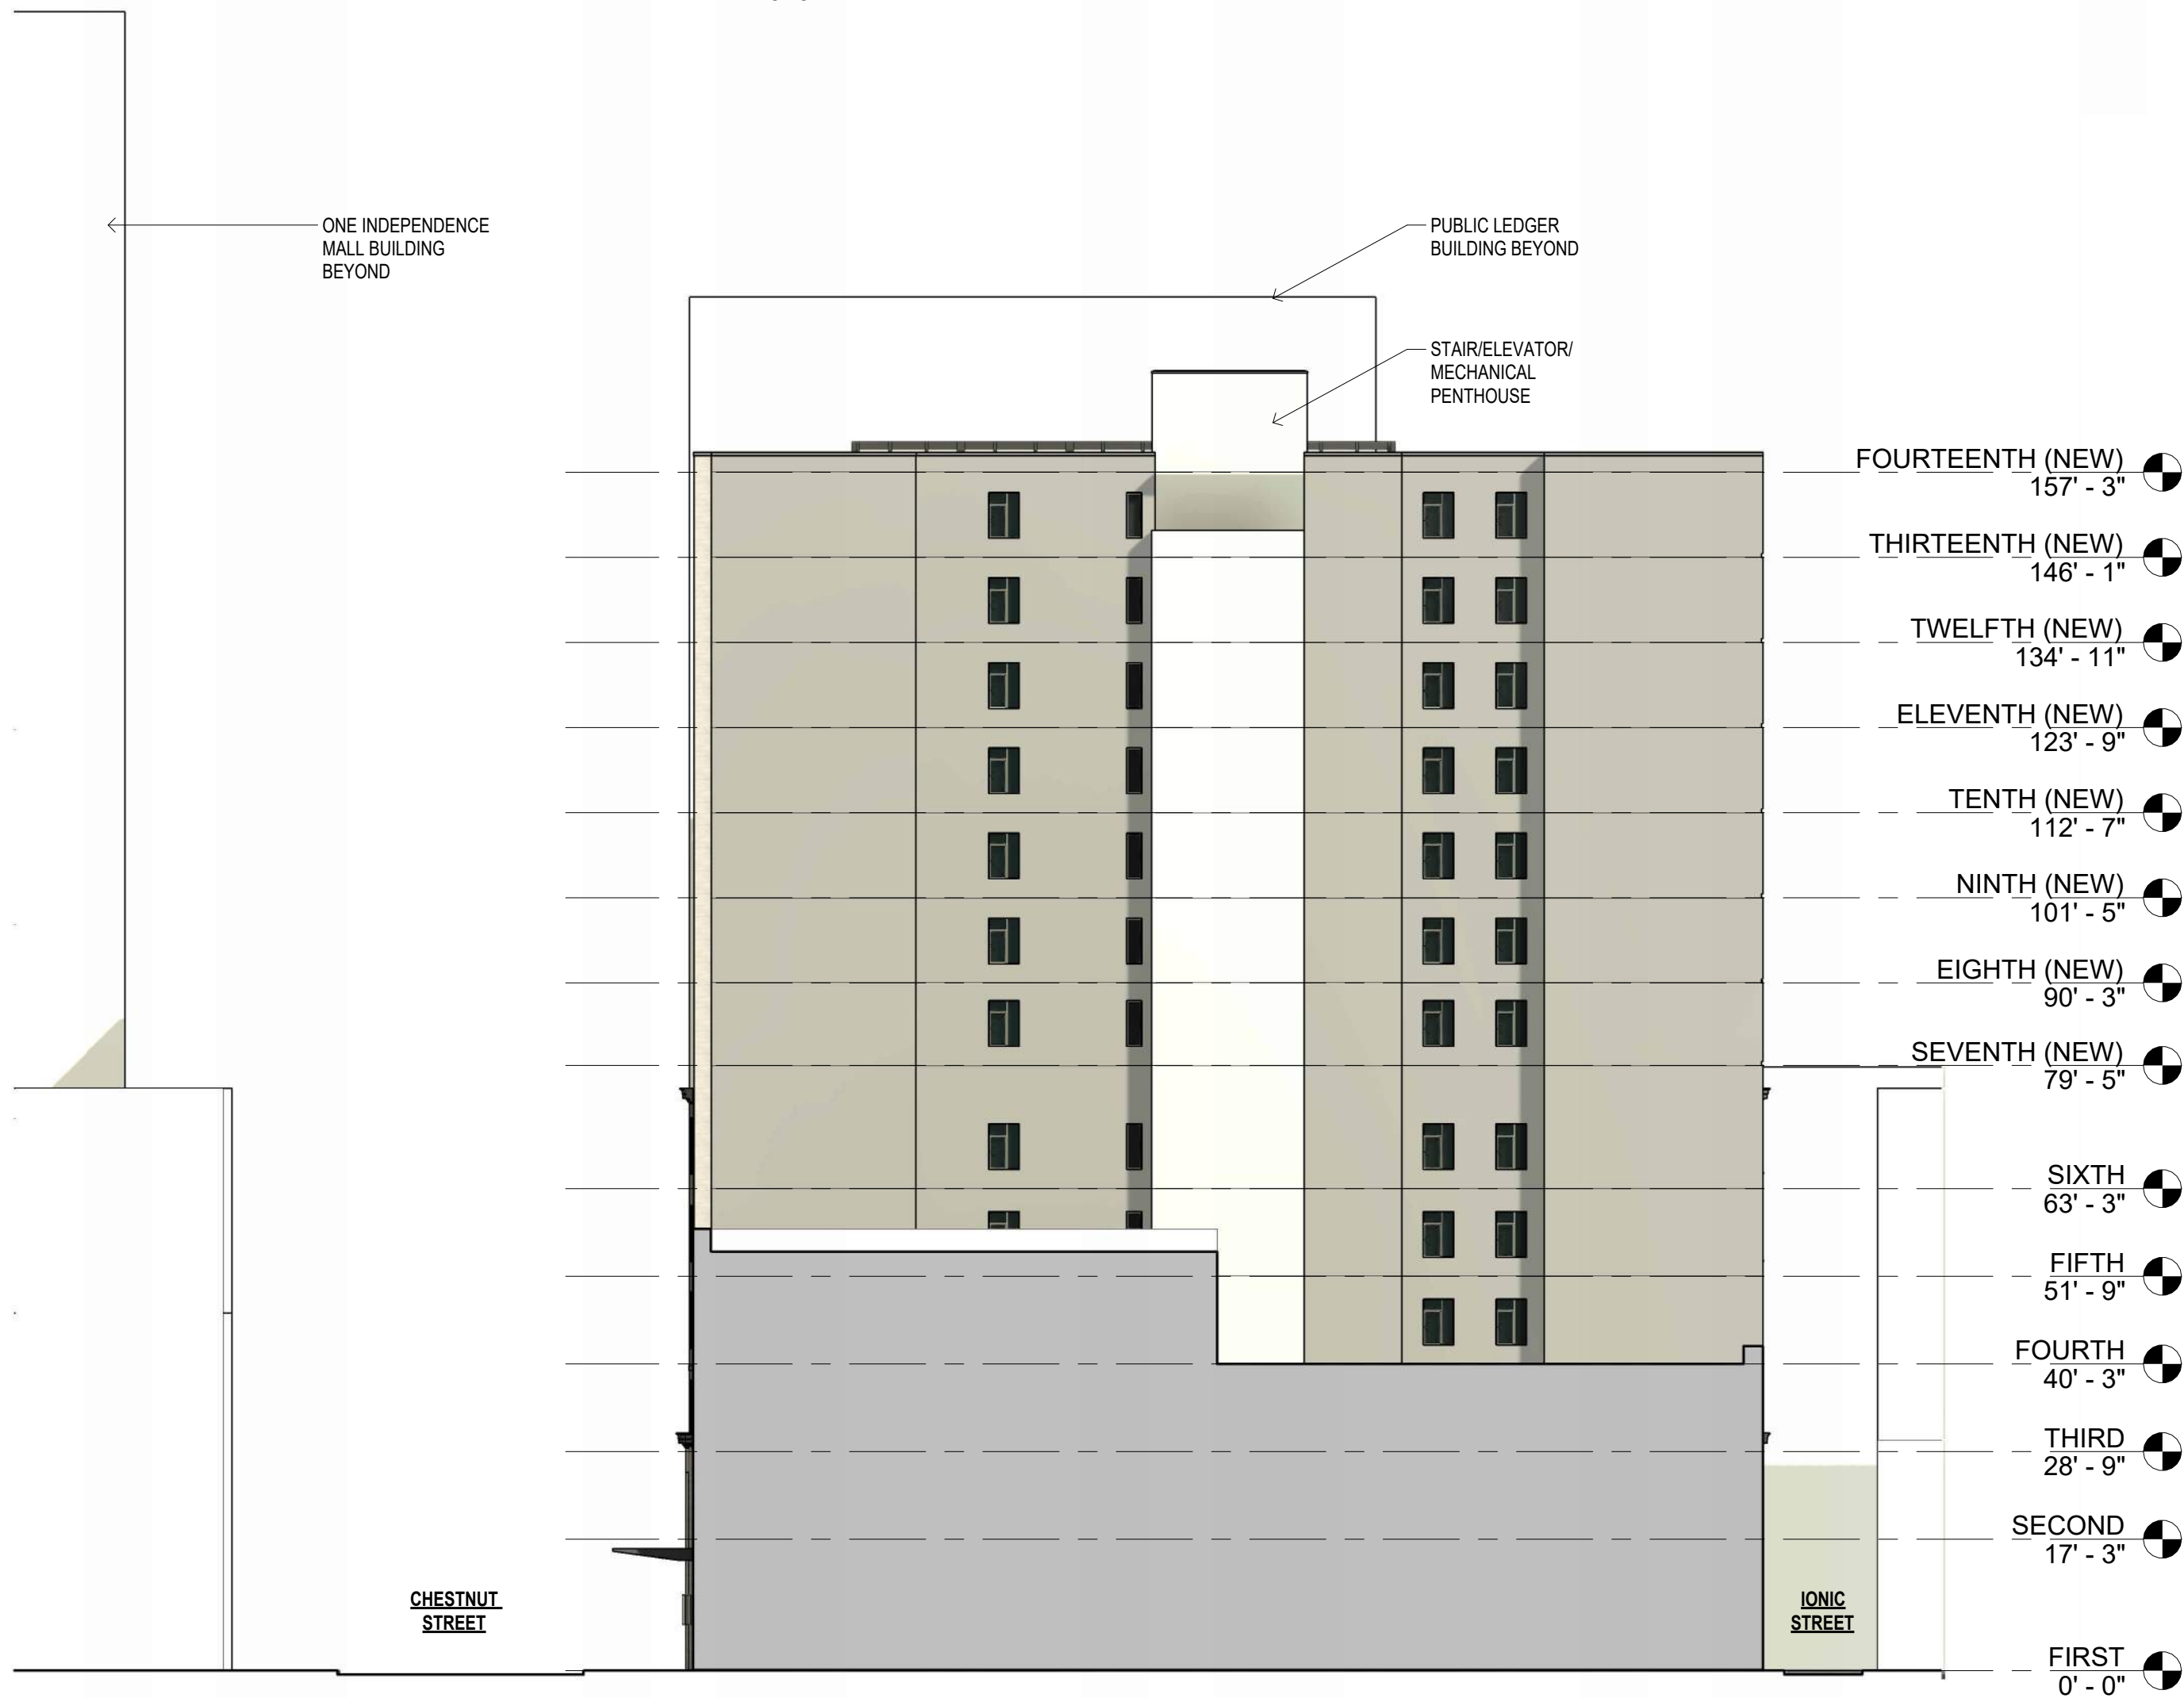 ONE INDEPENDENCE
MALL BUILDING
BEYOND
PUBLIC LEDGER
BUILDING BEYOND
STAIR/ELEVATOR/
MECHANICAL
PENTHOUSE
FOURTEENTH (NEW)
157' - 3"
THIRTEENTH (NEW)
146' - 1"
TWELFTH (NEW)
134' - 11"
ELEVENTH (NEW)
123' - 9"
TENTH (NEW)
112' - 7"
NINTH (NEW)
101' - 5"
EIGHTH (NEW)
90' - 3"
SEVENTH (NEW)
79' - 5"
SIXTH
63' - 3"
FIFTH
51' - 9"
FOURTH
40' - 3"
THIRD
28' - 9"
SECOND
17' - 3"
CHESTNUT
STREET
IONIC
STREET
FIRST
0' - 0"